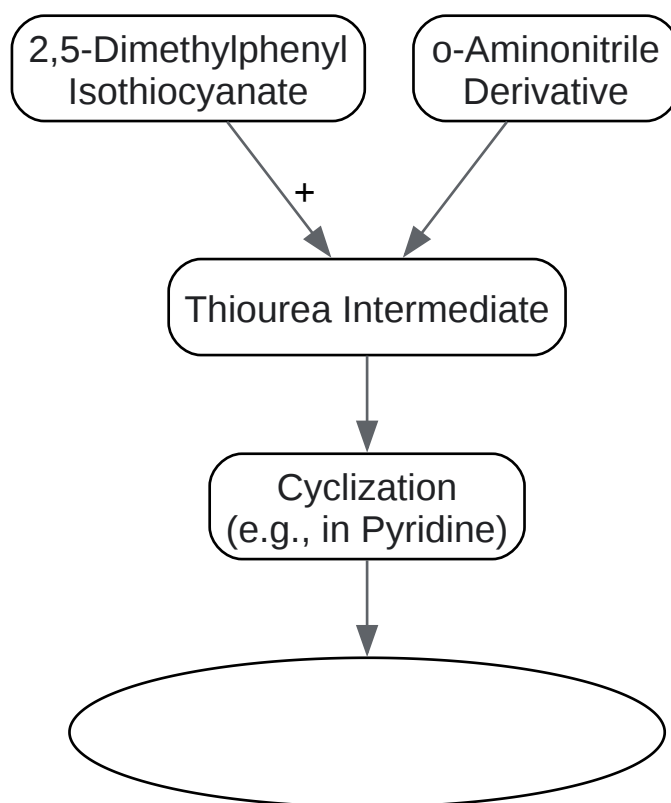 2,5-Dimethylphenyl
Isothiocyanate
o-Aminonitrile
Derivative
+
Thiourea Intermediate
Cyclization
(e.g., in Pyridine)